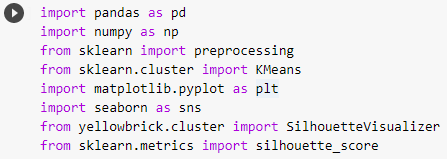 import pandas as pd
import numpy as np
from sklearn import preprocessing
from sklearn.cluster import KMeans
import matplotlib.pyplot as plt
import seaborn as sns
from yellowbrick.cluster import SilhouetteVisualizer
from sklearn.metrics import silhouette_score